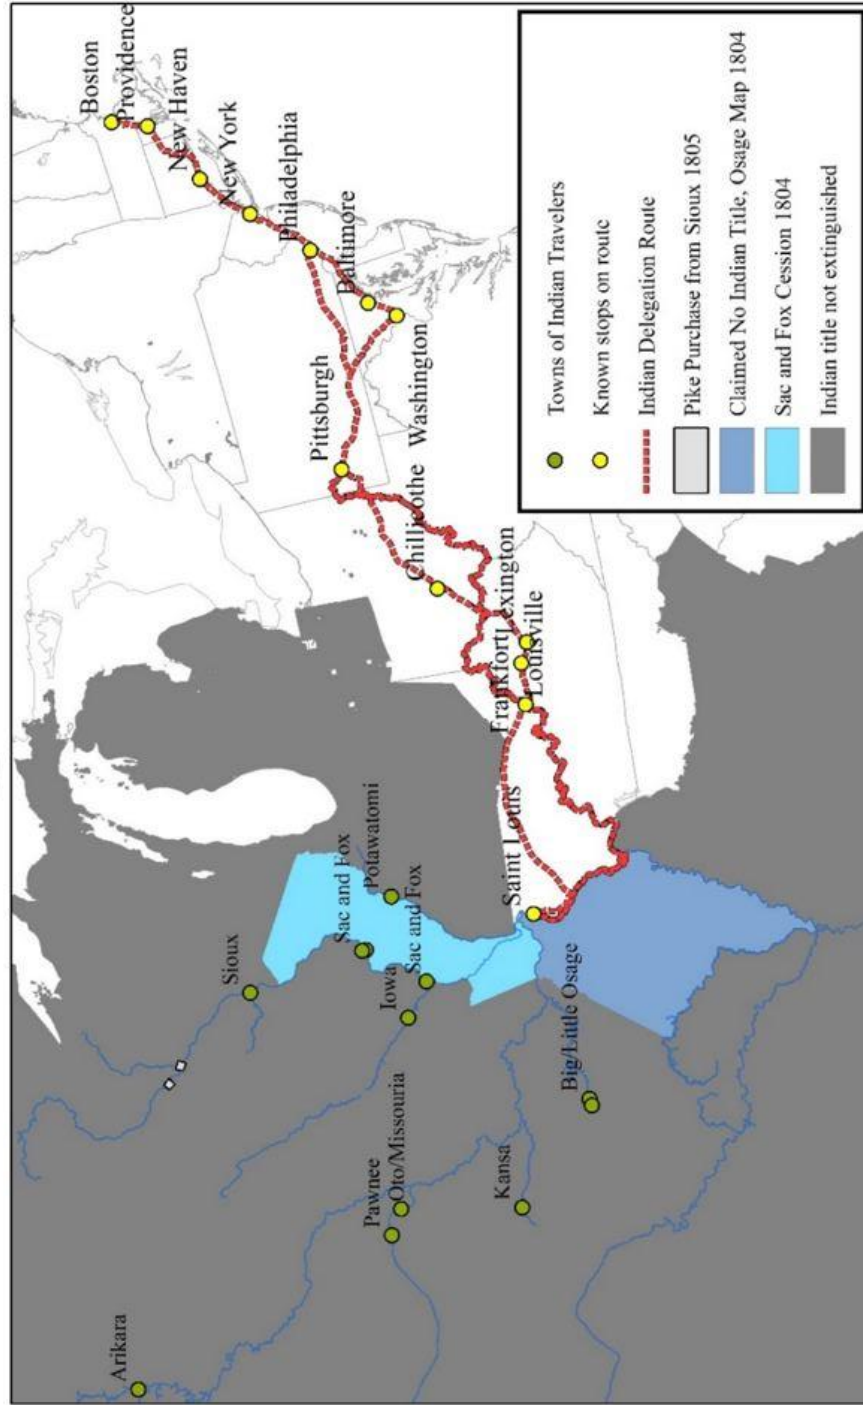 Boston
Providence
New Haven
New York
Philadelphia
Baltimore
Washington
Pittsburgh
Chillicothe
Lexington
Frankfort
Louisville
Saint Louis
Sioux
Sac and Fox
Potawatomi
Sac and Fox
Iowa
Big/Little Osage
Pawnee
Oto/Missouria
Kansa
Arikara
Towns of Indian Travelers
Known stops on route
Indian Delegation Route
Pike Purchase from Sioux 1805
Claimed No Indian Title, Osage Map 1804
Sac and Fox Cession 1804
Indian title not extinguished